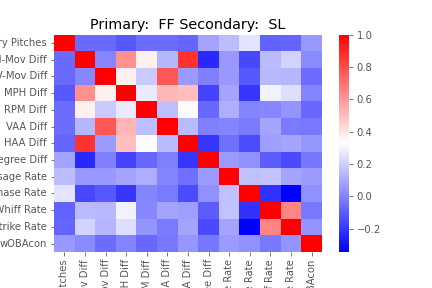 Primary: FF Secondary: SL
ry Pitches
Mov Diff
V-Mov Diff
MPH Diff
RPM Diff
VAA Diff
HAA Diff
egree Diff
sage Rate
hase Rate
Whiff Rate
trike Rate
wOBAcon
1.0
0.8
0.6
0.4
0.2
0.0
−0.2
tches
v Diff
ov Diff
H Diff
M Diff
A Diff
A Diff
e Diff
e Rate
e Rate
f Rate
e Rate
BAcon